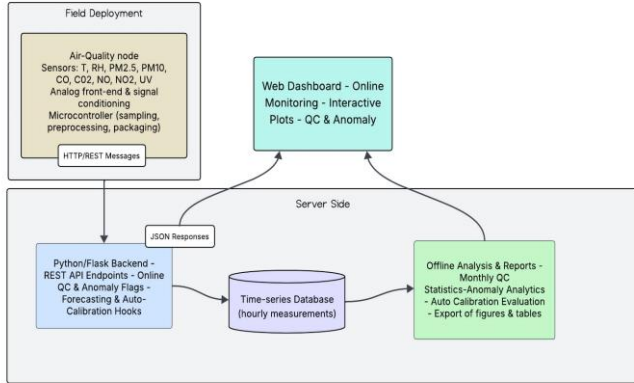 Field Deployment
Air-Quality node
Sensors: T, RH, PM2.5, PM10,
CO, C02, NO, NO2, UV
Analog front-end & signal
conditioning
Microcontroller (sampling,
preprocessing, packaging)
HTTP/REST Messages
Web Dashboard - Online
Monitoring - Interactive
Plots - QC & Anomaly
Server Side
JSON Responses
Python/Flask Backend -
REST API Endpoints - Online
QC & Anomaly Flags -
Forecasting & Auto-
Calibration Hooks
Time-series Database
(hourly measurements)
Offline Analysis & Reports -
Monthly QC
Statistics-Anomaly Analytics
- Auto Calibration Evaluation
- Export of figures & tables